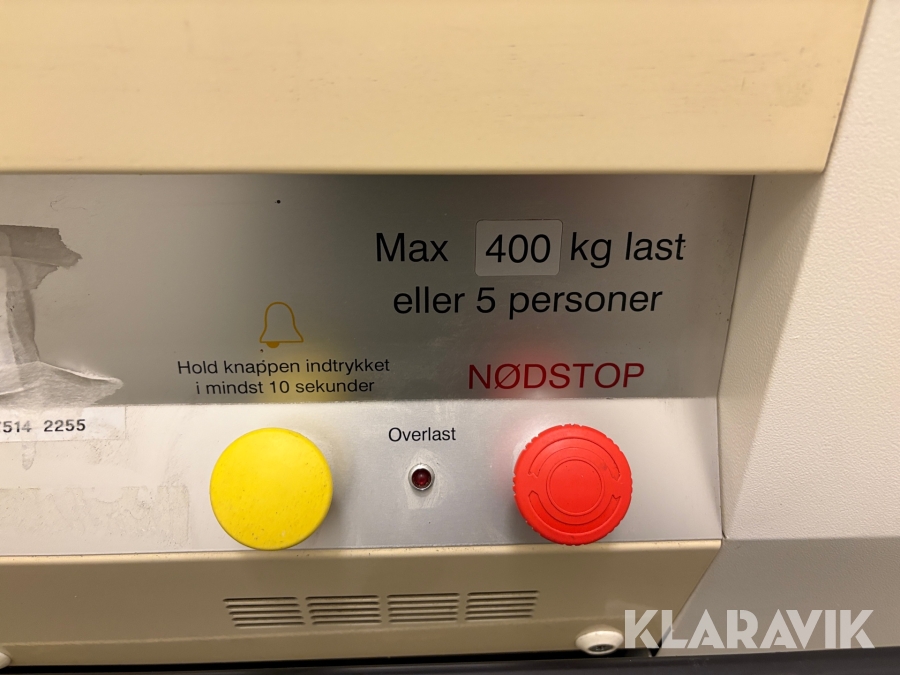 Max 400 kg last
eller 5 personer
Hold knappen indtrykket
i mindst 10 sekunder
NØDSTOP
514 2255
Overlast
KLARAVIK